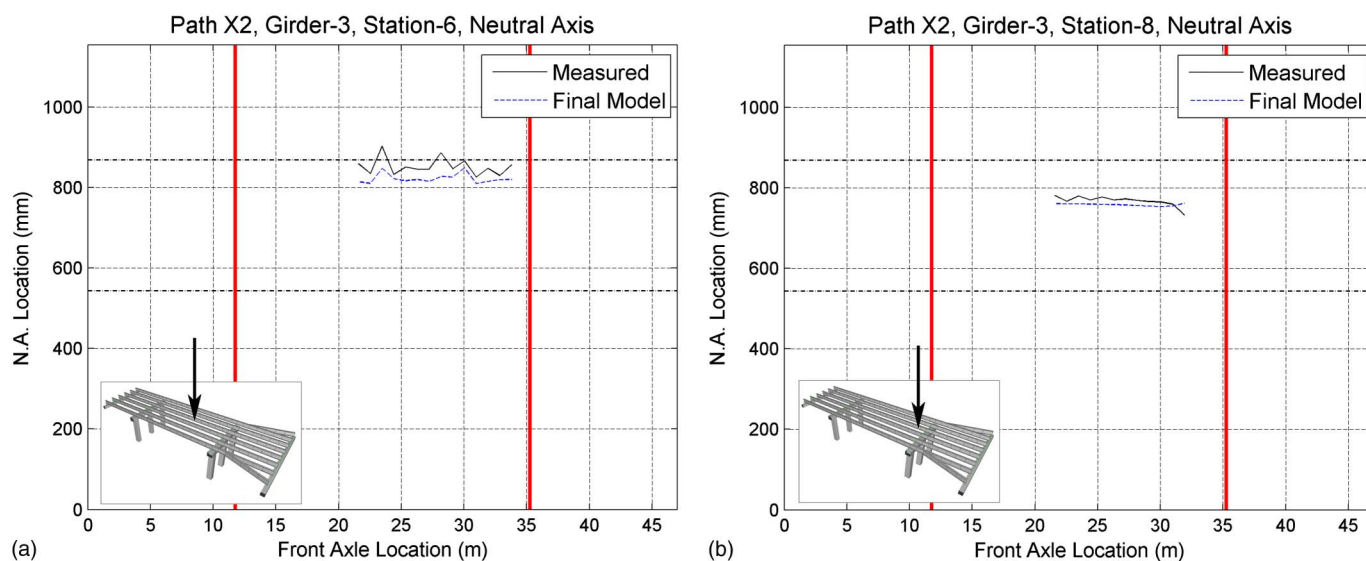 Path X2, Girder-3, Station-6, Neutral Axis
Measured
Final Model
1000
800
600
400
200
0
N.A. Location (mm)
0 5 10 15 20 25 30 35 40 45
Front Axle Location (m)
(a)
Path X2, Girder-3, Station-8, Neutral Axis
Measured
Final Model
1000
800
600
400
200
0
N.A. Location (mm)
0 5 10 15 20 25 30 35 40 45
Front Axle Location (m)
(b)